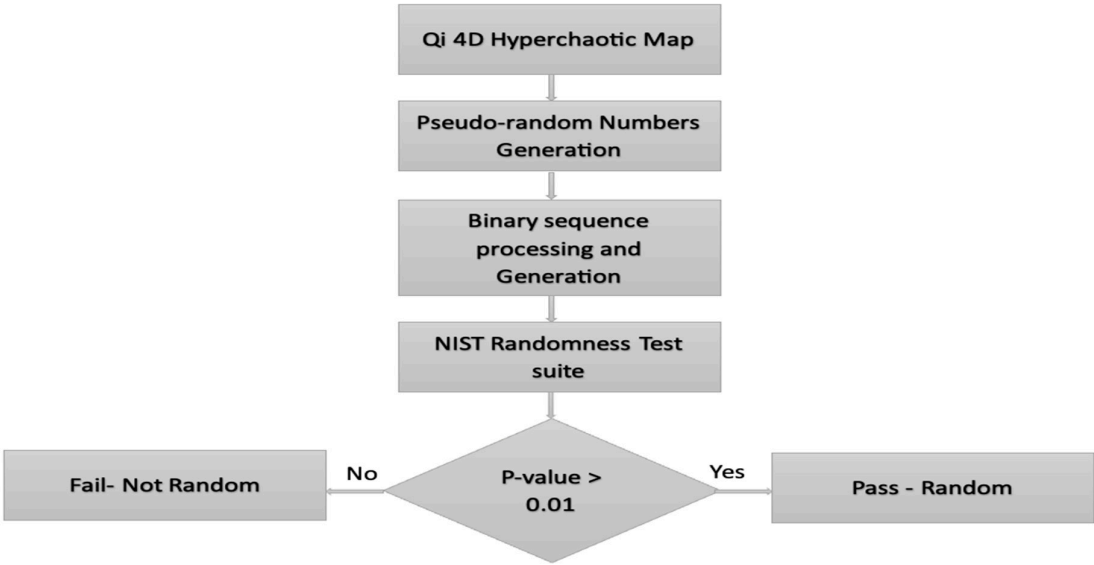 Qi 4D Hyperchaotic Map
Pseudo-random Numbers
Generation
Binary sequence
processing and
Generation
NIST Randomness Test
suite
P-value >
0.01
No
Yes
Fail- Not Random
Pass - Random